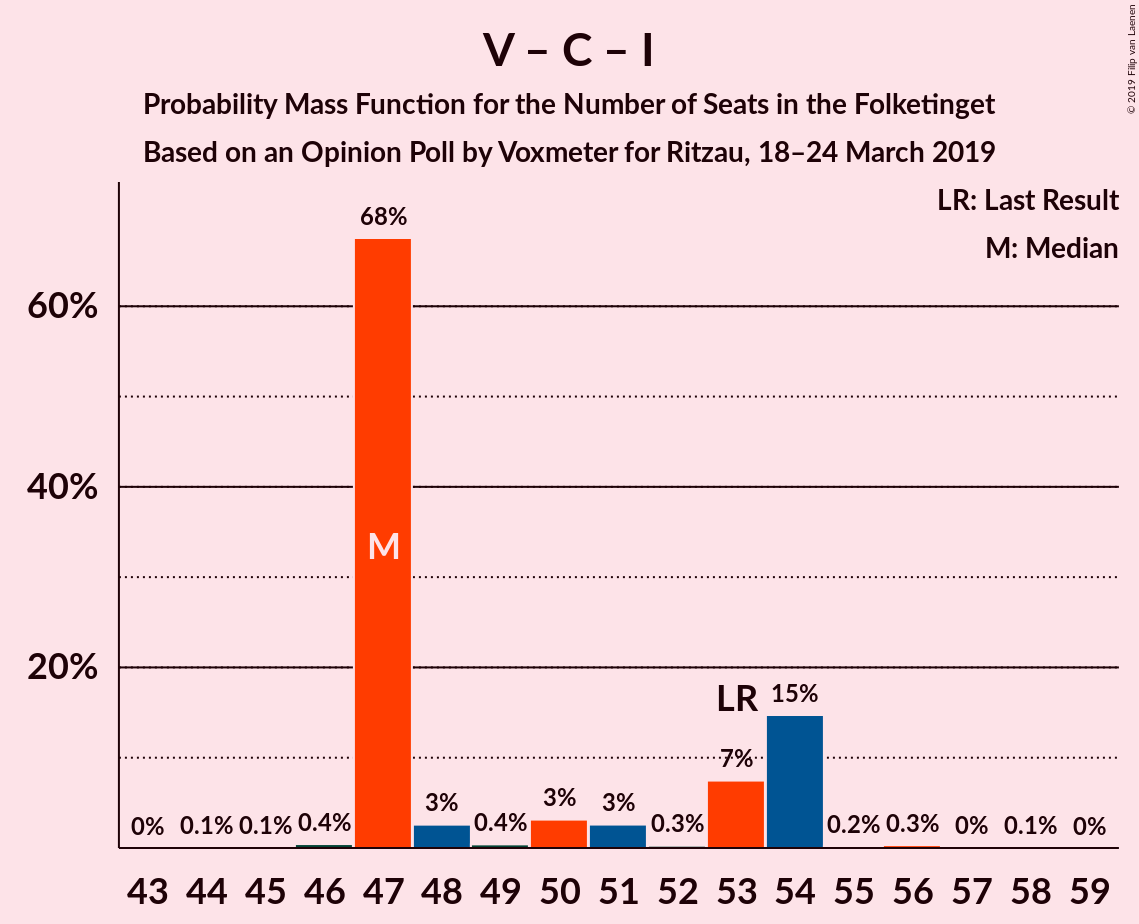 V – C – I
Probability Mass Function for the Number of Seats in the Folketinget
Based on an Opinion Poll by Voxmeter for Ritzau, 18–24 March 2019
© 2019 Filip van Laenen
LR: Last Result
M: Median
60%
40%
20%
0% 0.1% 0.1% 0.4% 68% 3% 0.4% 3% 3% 0.3% 7% 15% 0.2% 0.3% 0% 0.1% 0%
M
LR
43 44 45 46 47 48 49 50 51 52 53 54 55 56 57 58 59